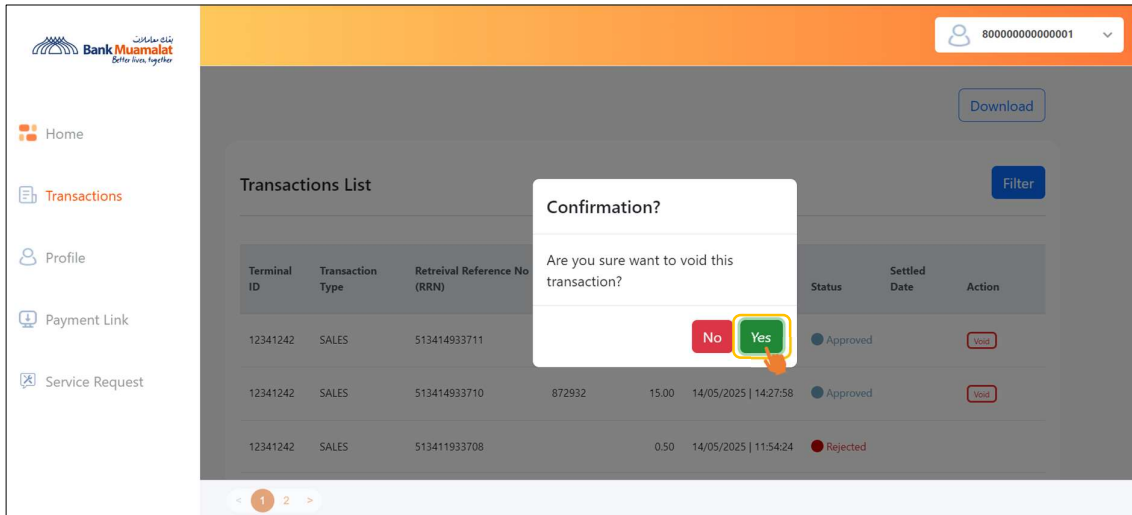 بنك معاملات
Bank Muamalat
Better lives, together
800000000000001
Home
Transactions
Profile
Payment Link
Service Request
Download
Transactions List
Filter
Terminal ID
Transaction Type
Retreival Reference No (RRN)
Status
Settled Date
Action
12341242 SALES 513414933711 Approved Void
12341242 SALES 513414933710 872932 15.00 14/05/2025 | 14:27:58 Approved Void
12341242 SALES 513411933708 0.50 14/05/2025 | 11:54:24 Rejected
Confirmation?
Are you sure want to void this
transaction?
No Yes
< 1 2 >